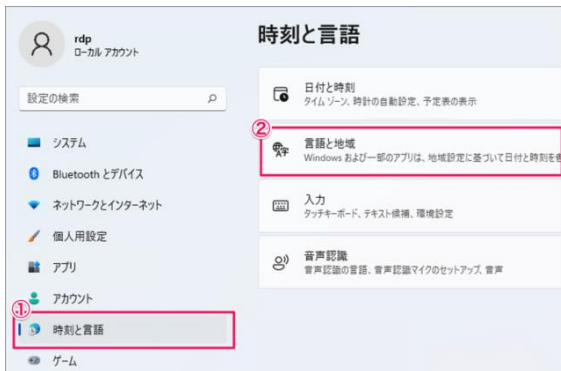 rdp
ローカル アカウント
設定の検索
システム
Bluetooth とデバイス
ネットワークとインターネット
個人用設定
アプリ
アカウント
①
時刻と言語
ゲーム
時刻と言語
日付と時刻
タイム ゾーン、時計の自動設定、予定表の表示
②
言語と地域
Windows および一部のアプリは、地域設定に基づいて日付と時刻を
入力
タッチキーボード、テキスト候補、環境設定
音声認識
音声認識の言語、音声認識マイクのセットアップ、音声